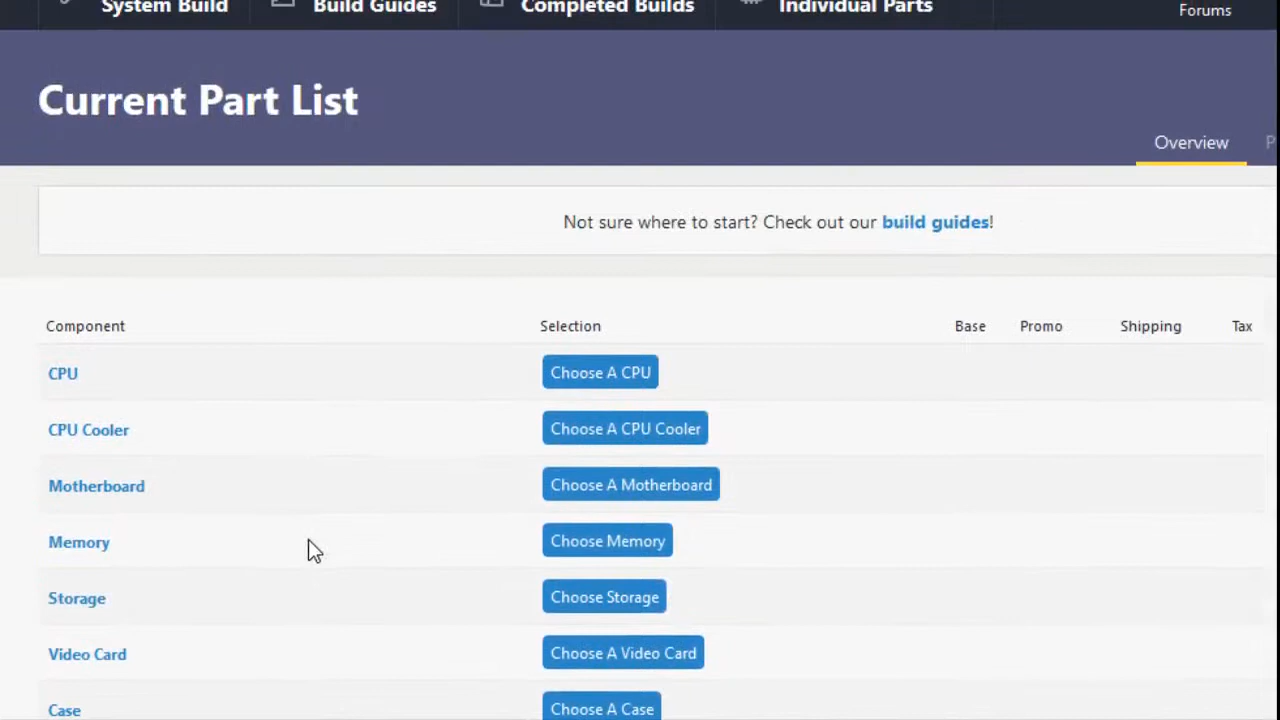 System Build Build Guides Completed Builds Individual Parts
Forums
Current Part List
Overview P
Not sure where to start? Check out our build guides!
Component Selection Base Promo Shipping Tax
CPU Choose A CPU
CPU Cooler Choose A CPU Cooler
Motherboard Choose A Motherboard
Memory Choose Memory
Storage Choose Storage
Video Card Choose A Video Card
Case Choose A Case